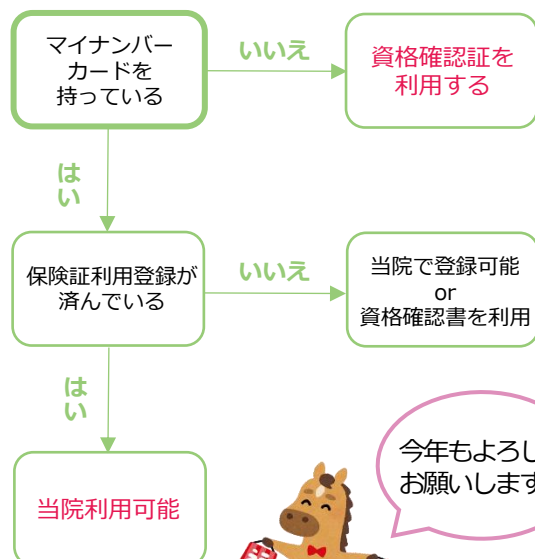 マイナンバー
カードを
持っている
いいえ
資格確認証を
利用する
はい
保険証利用登録が
済んでいる
いいえ
当院で登録可能
or
資格確認書を利用
はい
当院利用可能
今年もよろし
お願いします